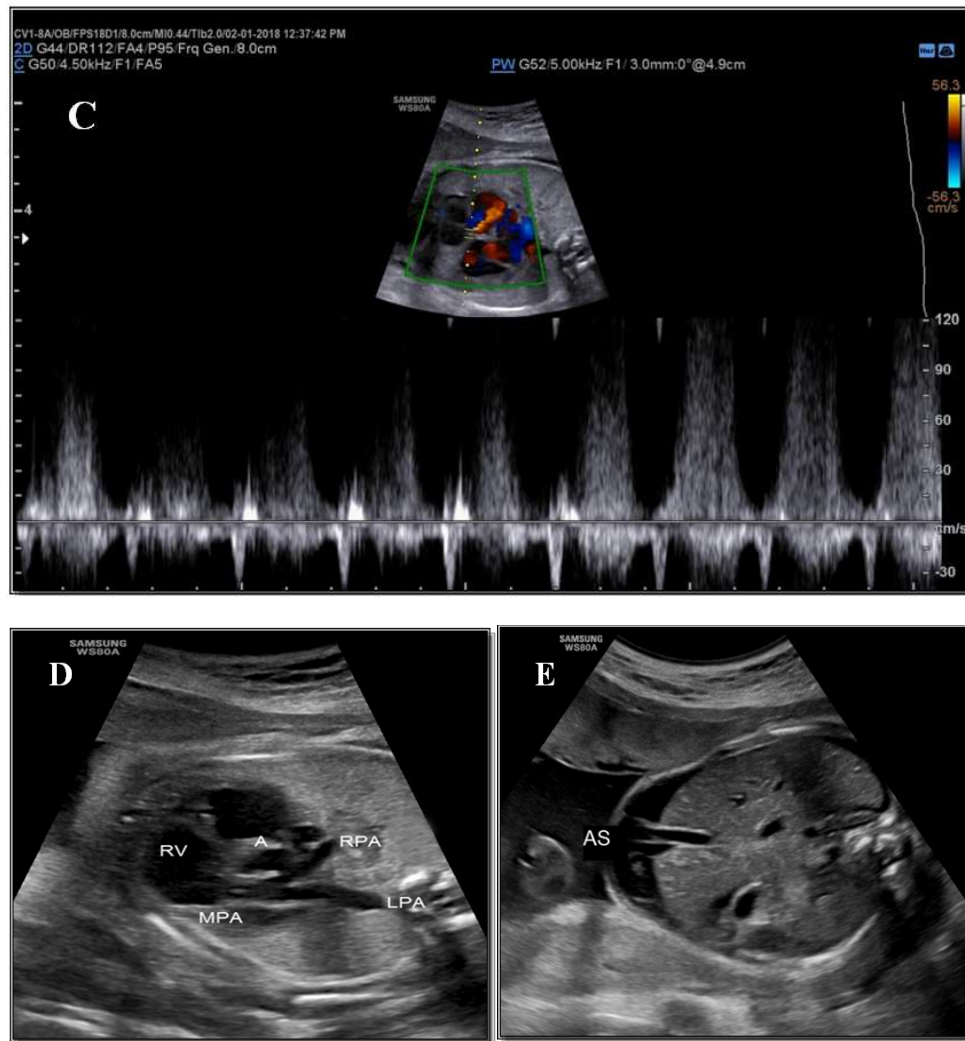 CV1-8A/OB/FPS18D1/8.0cm/MI0.44/TIb2.0/02-01-2018 12:37:42 PM
2D G44/DR112/FA4/P95/Frq Gen./8.0cm
C G50/4.50kHz/F1/FA5
PW G52/5.00kHz/F1/3.0mm:0°@4.9cm
Har
C
SAMSUNG
WS80A
56.3
-56.3
cm/s
4
120
90
60
30
cm/s
-30
SAMSUNG
WS80A
D
RV
A
RPA
LPA
MPA
SAMSUNG
WS80A
E
AS